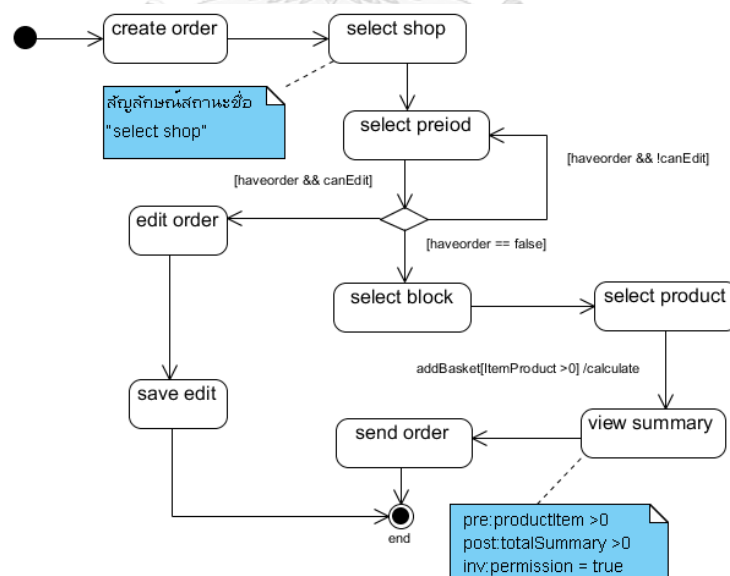 create order
select shop
สัญลักษณ์สถานะชื่อ
"select shop"
select preiod
[haveorder && !canEdit]
[haveorder && canEdit]
edit order
[haveorder == false]
select block
select product
addBasket[ItemProduct >0] /calculate
save edit
send order
view summary
end
pre:productItem >0
post:totalSummary >0
inv:permission = true